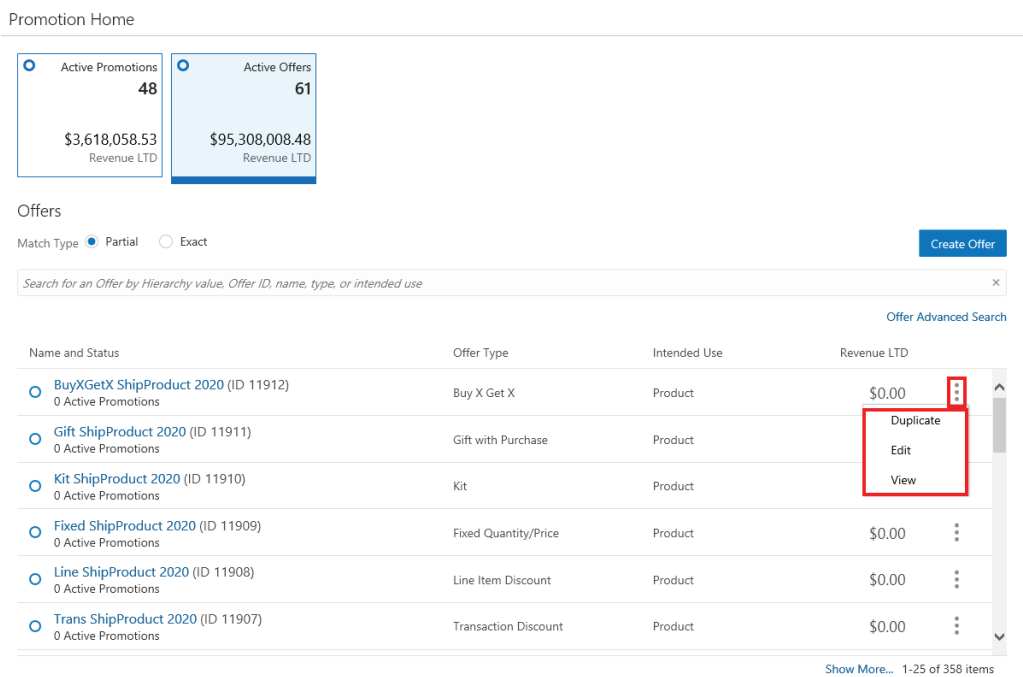 Promotion Home
Active Promotions
48
$3,618,058.53
Revenue LTD
Active Offers
61
$95,308,008.48
Revenue LTD
Offers
Match Type Partial Exact
Create Offer
Search for an Offer by Hierarchy value, Offer ID, name, type, or intended use ×
Offer Advanced Search
Name and Status Offer Type Intended Use Revenue LTD
BuyXGetX ShipProduct 2020 (ID 11912)
0 Active Promotions
Buy X Get X Product $0.00
Duplicate
Edit
View
Gift ShipProduct 2020 (ID 11911)
0 Active Promotions
Gift with Purchase Product
Kit ShipProduct 2020 (ID 11910)
0 Active Promotions
Kit Product
Fixed ShipProduct 2020 (ID 11909)
0 Active Promotions
Fixed Quantity/Price Product $0.00
Line ShipProduct 2020 (ID 11908)
0 Active Promotions
Line Item Discount Product $0.00
Trans ShipProduct 2020 (ID 11907)
0 Active Promotions
Transaction Discount Product $0.00
Show More... 1-25 of 358 items